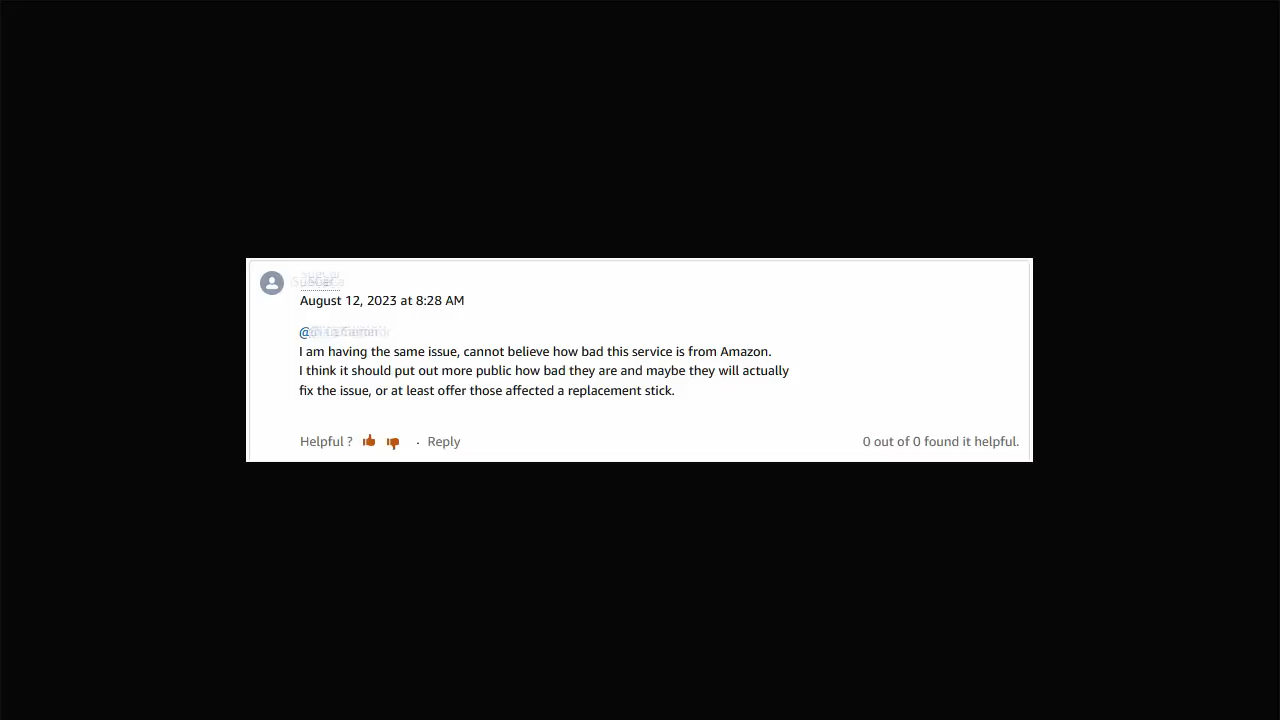 August 12, 2023 at 8:28 AM
@
I am having the same issue, cannot believe how bad this service is from Amazon.
I think it should put out more public how bad they are and maybe they will actually
fix the issue, or at least offer those affected a replacement stick.
Helpful ? · Reply 0 out of 0 found it helpful.